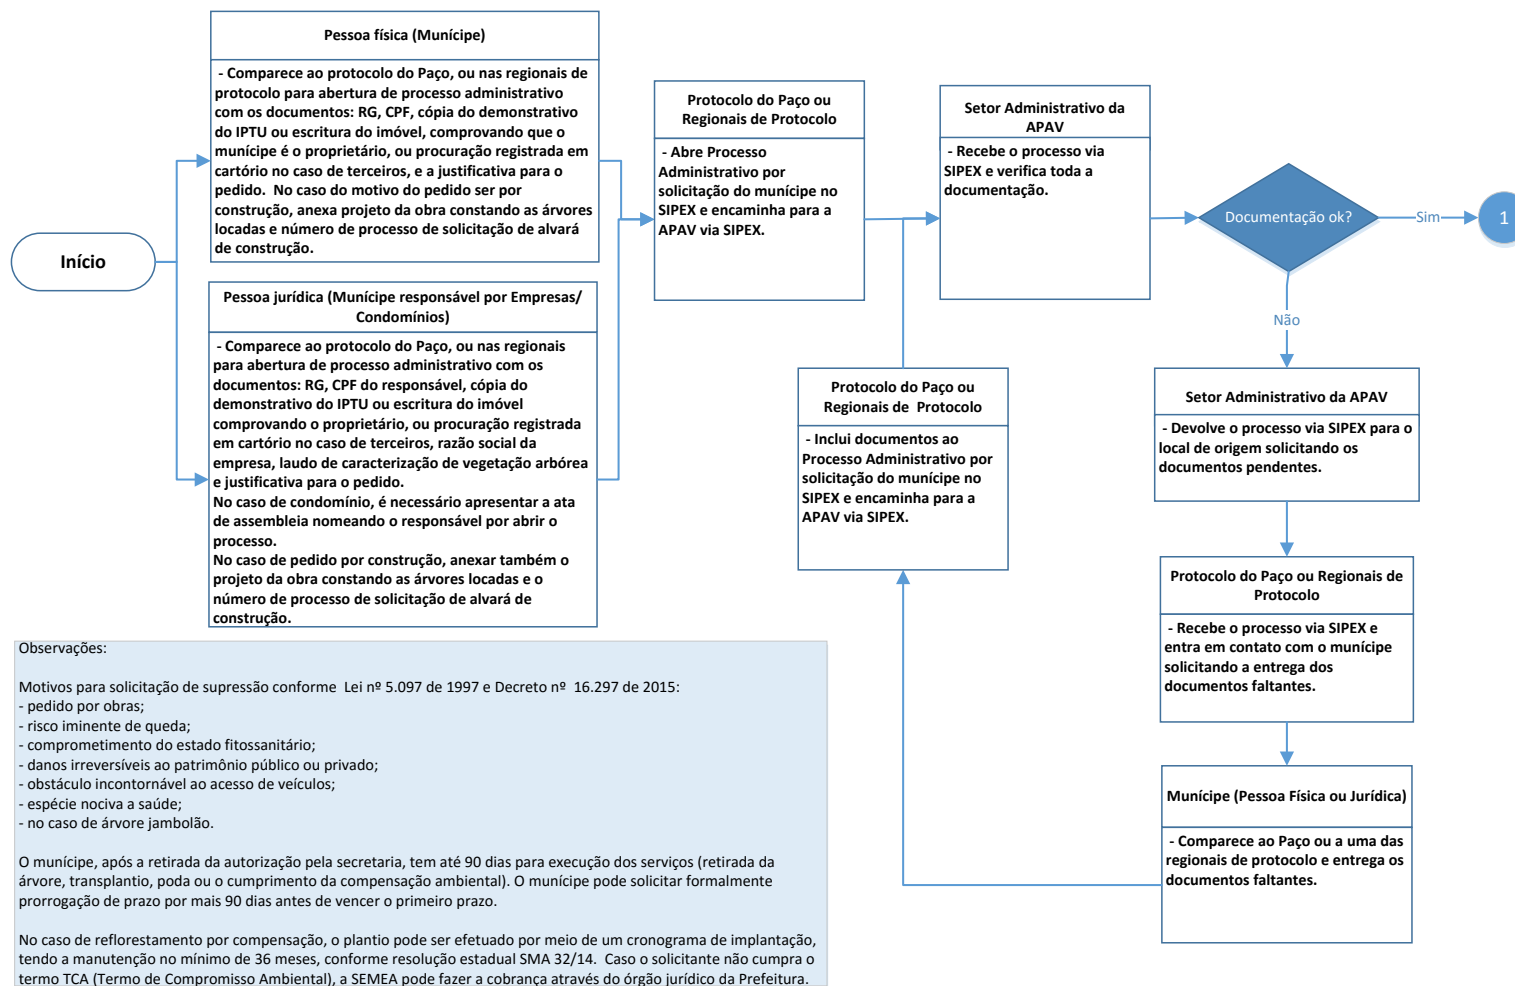 Início
Pessoa física (Munícipe)
- Comparece ao protocolo do Paço, ou nas regionais de
protocolo para abertura de processo administrativo
com os documentos: RG, CPF, cópia do demonstrativo
do IPTU ou escritura do imóvel, comprovando que o
munícipe é o proprietário, ou procuração registrada em
cartório no caso de terceiros, e a justificativa para o
pedido. No caso do motivo do pedido ser por
construção, anexa projeto da obra constando as árvores
locadas e número de processo de solicitação de alvará
de construção.
Pessoa jurídica (Munícipe responsável por Empresas/
Condomínios)
- Comparece ao protocolo do Paço, ou nas regionais
para abertura de processo administrativo com os
documentos: RG, CPF do responsável, cópia do
demonstrativo do IPTU ou escritura do imóvel
comprovando o proprietário, ou procuração registrada
em cartório no caso de terceiros, razão social da
empresa, laudo de caracterização de vegetação arbórea
e justificativa para o pedido.
No caso de condomínio, é necessário apresentar a ata
de assembleia nomeando o responsável por abrir o
processo.
No caso de pedido por construção, anexar também o
projeto da obra constando as árvores locadas e o
número de processo de solicitação de alvará de
construção.
Protocolo do Paço ou
Regionais de Protocolo
- Abre Processo
Administrativo por
solicitação do munícipe no
SIPEX e encaminha para a
APAV via SIPEX.
Setor Administrativo da
APAV
- Recebe o processo via
SIPEX e verifica toda a
documentação.
Documentação ok?
Sim
1
Não
Setor Administrativo da APAV
- Devolve o processo via SIPEX para o
local de origem solicitando os
documentos pendentes.
Protocolo do Paço ou Regionais de
Protocolo
- Recebe o processo via SIPEX e
entra em contato com o munícipe
solicitando a entrega dos
documentos faltantes.
Munícipe (Pessoa Física ou Jurídica)
- Comparece ao Paço ou a uma das
regionais de protocolo e entrega os
documentos faltantes.
Protocolo do Paço ou
Regionais de Protocolo
- Inclui documentos ao
Processo Administrativo por
solicitação do munícipe no
SIPEX e encaminha para a
APAV via SIPEX.
Observações:
Motivos para solicitação de supressão conforme Lei nº 5.097 de 1997 e Decreto nº 16.297 de 2015:
- pedido por obras;
- risco iminente de queda;
- comprometimento do estado fitossanitário;
- danos irreversíveis ao patrimônio público ou privado;
- obstáculo incontornável ao acesso de veículos;
- espécie nociva a saúde;
- no caso de árvore jambolão.
O munícipe, após a retirada da autorização pela secretaria, tem até 90 dias para execução dos serviços (retirada da
árvore, transplantio, poda ou o cumprimento da compensação ambiental). O munícipe pode solicitar formalmente
prorrogação de prazo por mais 90 dias antes de vencer o primeiro prazo.
No caso de reflorestamento por compensação, o plantio pode ser efetuado por meio de um cronograma de implantação,
tendo a manutenção no mínimo de 36 meses, conforme resolução estadual SMA 32/14. Caso o solicitante não cumpra o
termo TCA (Termo de Compromisso Ambiental), a SEMEA pode fazer a cobrança através do órgão jurídico da Prefeitura.